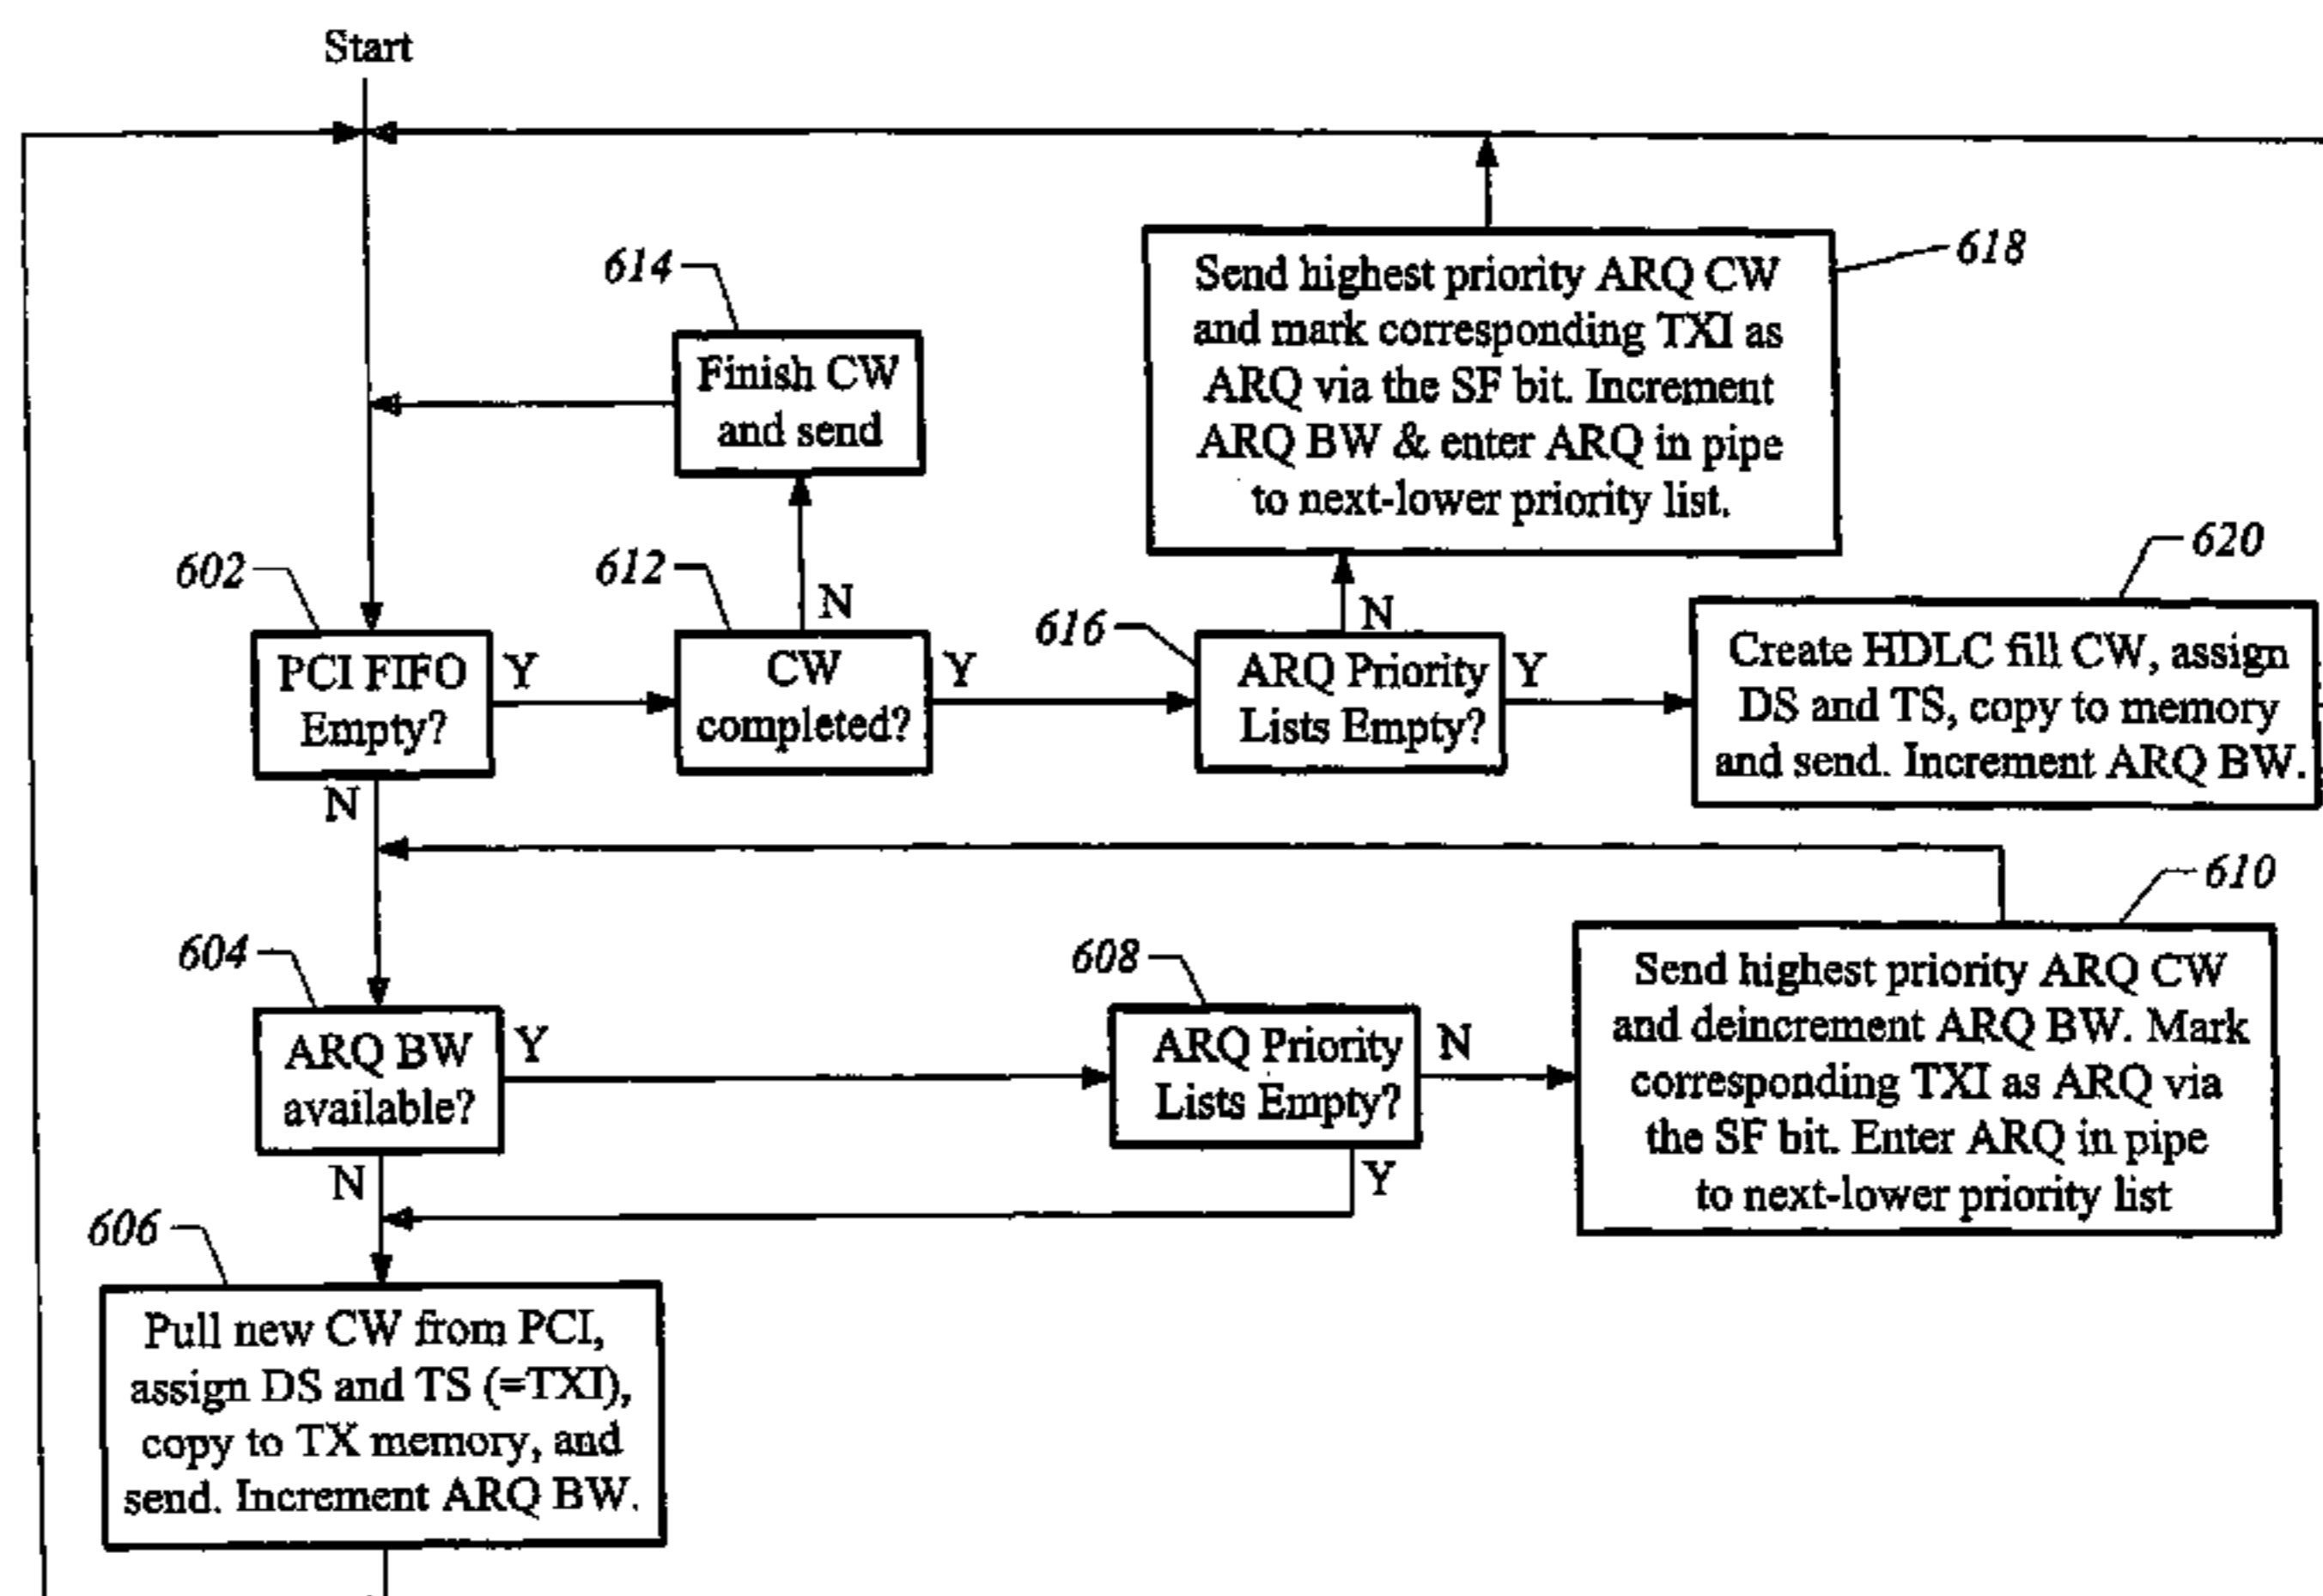 Start
614
Finish CW
and send
618
Send highest priority ARQ CW
and mark corresponding TXI as
ARQ via the SF bit. Increment
ARQ BW & enter ARQ in pipe
to next-lower priority list.
602
PCI FIFO
Empty?
Y
N
612
CW
completed?
N
Y
616
ARQ Priority
Lists Empty?
N
Y
620
Create HDLC fill CW, assign
DS and TS, copy to memory
and send. Increment ARQ BW.
604
ARQ BW
available?
Y
N
608
ARQ Priority
Lists Empty?
N
Y
610
Send highest priority ARQ CW
and deincrement ARQ BW. Mark
corresponding TXI as ARQ via
the SF bit. Enter ARQ in pipe
to next-lower priority list
606
Pull new CW from PCI,
assign DS and TS (=TXI),
copy to TX memory, and
send. Increment ARQ BW.